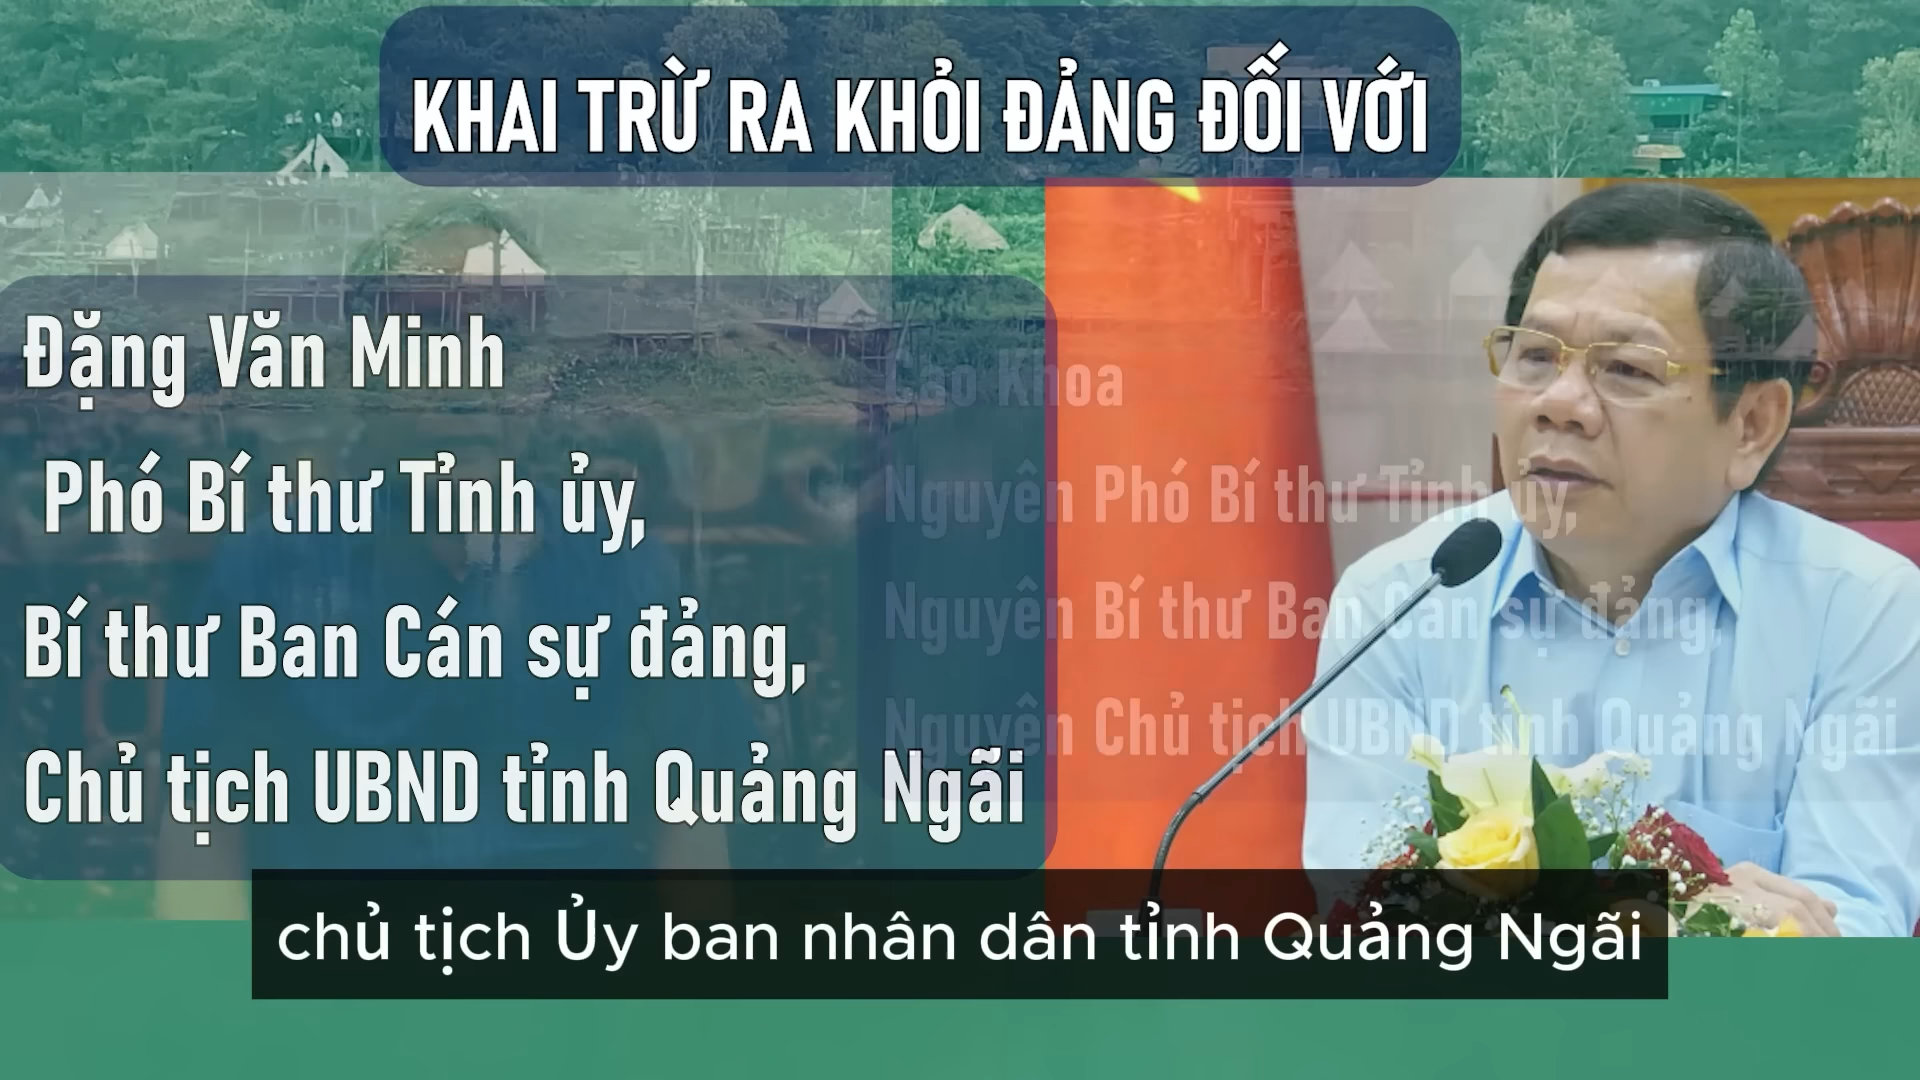 KHAI TRỪ RA KHỎI ĐẢNG ĐỐI VỚI
Đặng Văn Minh
Phó Bí thư Tỉnh ủy,
Bí thư Ban Cán sự đảng,
Chủ tịch UBND tỉnh Quảng Ngãi
Cao Khoa
Nguyên Phó Bí thư Tỉnh ủy,
Nguyên Bí thư Ban Cán sự đảng,
Nguyên Chủ tịch UBND tỉnh Quảng Ngãi
chủ tịch Ủy ban nhân dân tỉnh Quảng Ngãi